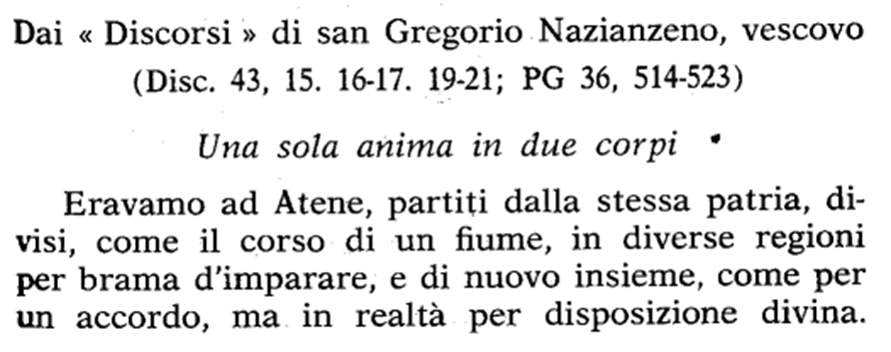 Dai « Discorsi » di san Gregorio Nazianzeno, vescovo
(Disc. 43, 15. 16-17. 19-21; PG 36, 514-523)
Una sola anima in due corpi
Eravamo ad Atene, partiti dalla stessa patria, di-
visi, come il corso di un fiume, in diverse regioni
per brama d'imparare, e di nuovo insieme, come per
un accordo, ma in realtà per disposizione divina.